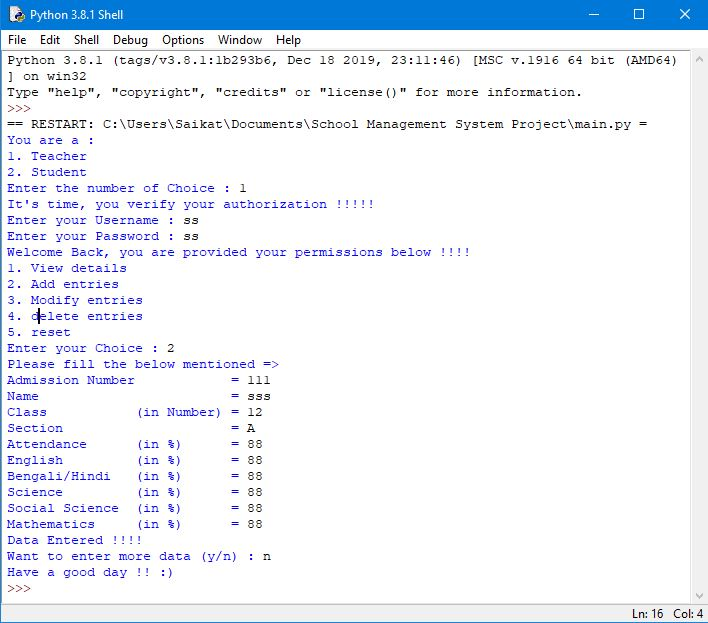 Python 3.8.1 Shell
File Edit Shell Debug Options Window Help
Python 3.8.1 (tags/v3.8.1:1b293b6, Dec 18 2019, 23:11:46) [MSC v.1916 64 bit (AMD64)
] on win32
Type "help", "copyright", "credits" or "license()" for more information.
>>>
== RESTART: C:\Users\Saikat\Documents\School Management System Project\main.py =
You are a :
1. Teacher
2. Student
Enter the number of Choice : 1
It's time, you verify your authorization !!!!!
Enter your Username : ss
Enter your Password : ss
Welcome Back, you are provided your permissions below !!!!
1. View details
2. Add entries
3. Modify entries
4. delete entries
5. reset
Enter your Choice : 2
Please fill the below mentioned =>
Admission Number            = 111
Name                        = sss
Class           (in Number) = 12
Section                     = A
Attendance      (in %)      = 88
English         (in %)      = 88
Bengali/Hindi   (in %)      = 88
Science         (in %)      = 88
Social Science  (in %)      = 88
Mathematics     (in %)      = 88
Data Entered !!!!
Want to enter more data (y/n) : n
Have a good day !! :)
>>>
Ln: 16 Col: 4